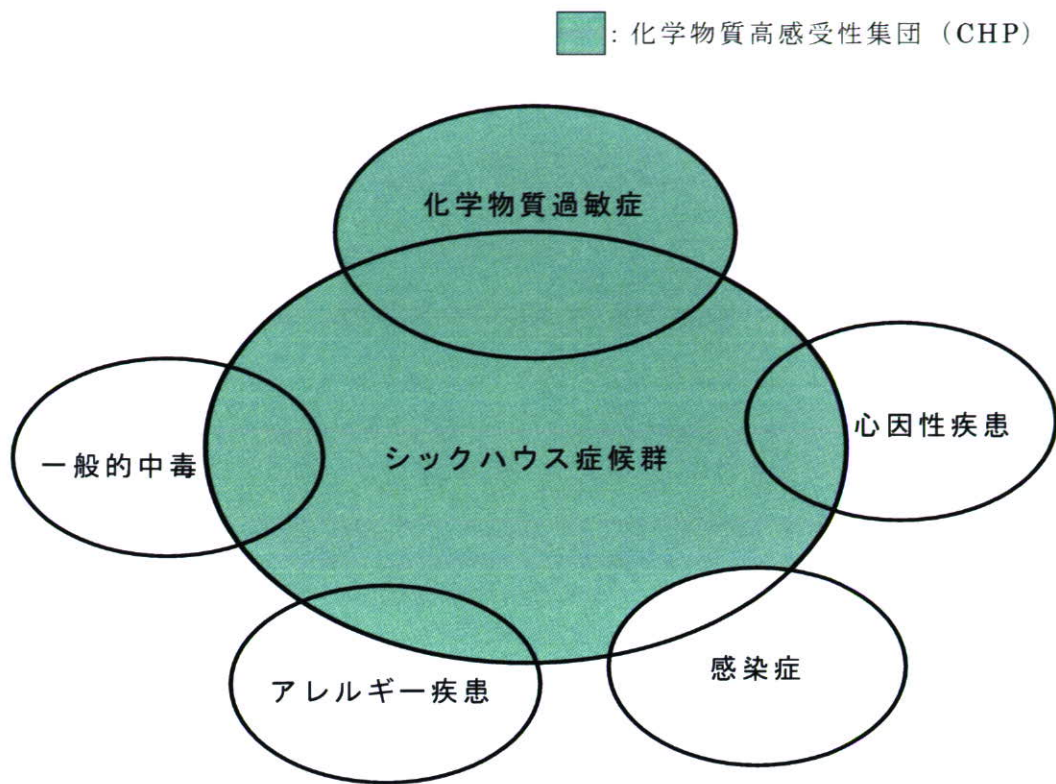 : 化学物質高感受性集団 (CHP)
化学物質過敏症
心因性疾患
シックハウス症候群
一般的中毒
感染症
アレルギー疾患